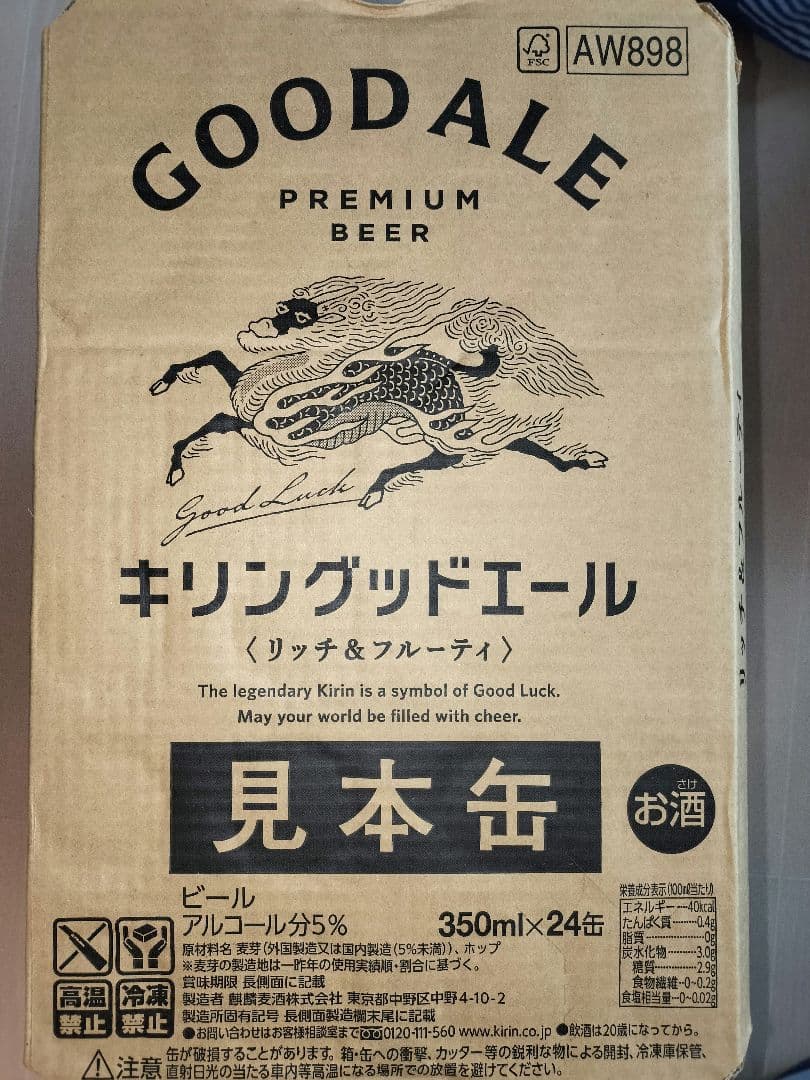 FSC
AW898
GOOD ALE
PREMIUM
BEER
Good Luck
キリングッドエール
〈リッチ&フルーティ〉
The legendary Kirin is a symbol of Good Luck.
May your world be filled with cheer.
見本缶
さけ
お酒
ビール
アルコール分5% 350ml×24缶
原材料名 麦芽(外国製造又は国内製造(5%未満))、ホップ
※麦芽の製造地は一昨年の使用実績順・割合に基づく。
賞味期限 長側面に記載
製造者 麒麟麦酒株式会社 東京都中野区中野4-10-2
製造所固有記号 長側面製造欄末尾に記載
栄養成分表示(100ml当たり)
エネルギー---40kcal
たんぱく質------0.4g
脂質------0g
炭水化物------3.0g
糖質------2.9g
食物繊維--0~0.2g
食塩相当量--0~0.02g
高温禁止
冷凍禁止
●お問い合わせはお客様相談室まで 0120-111-560 www.kirin.co.jp ●飲酒は20歳になってから。
注意 缶が破損することがあります。箱・缶への衝撃、カッター等の鋭利な物による開封、冷凍庫保管、
直射日光の当たる車内等高温になる場所での放置を避けてください。